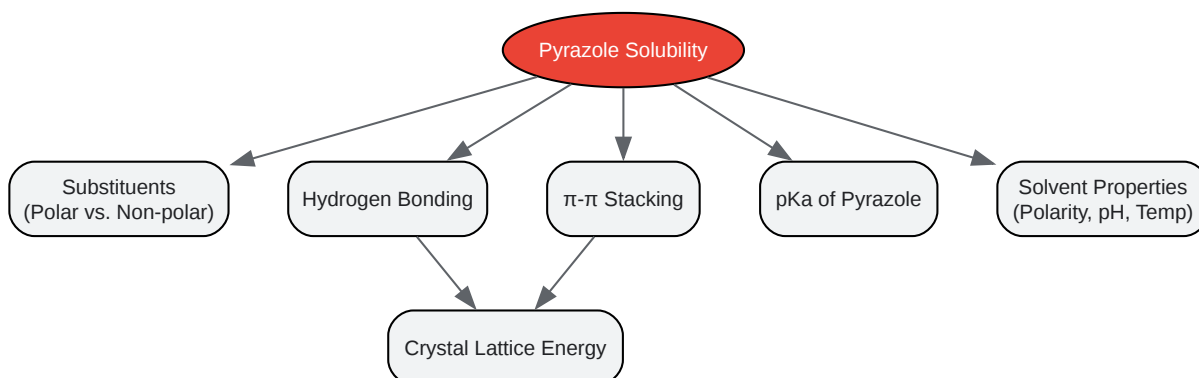 Pyrazole Solubility
Substituents
(Polar vs. Non-polar)
Hydrogen Bonding
π-π Stacking
pKa of Pyrazole
Solvent Properties
(Polarity, pH, Temp)
Crystal Lattice Energy